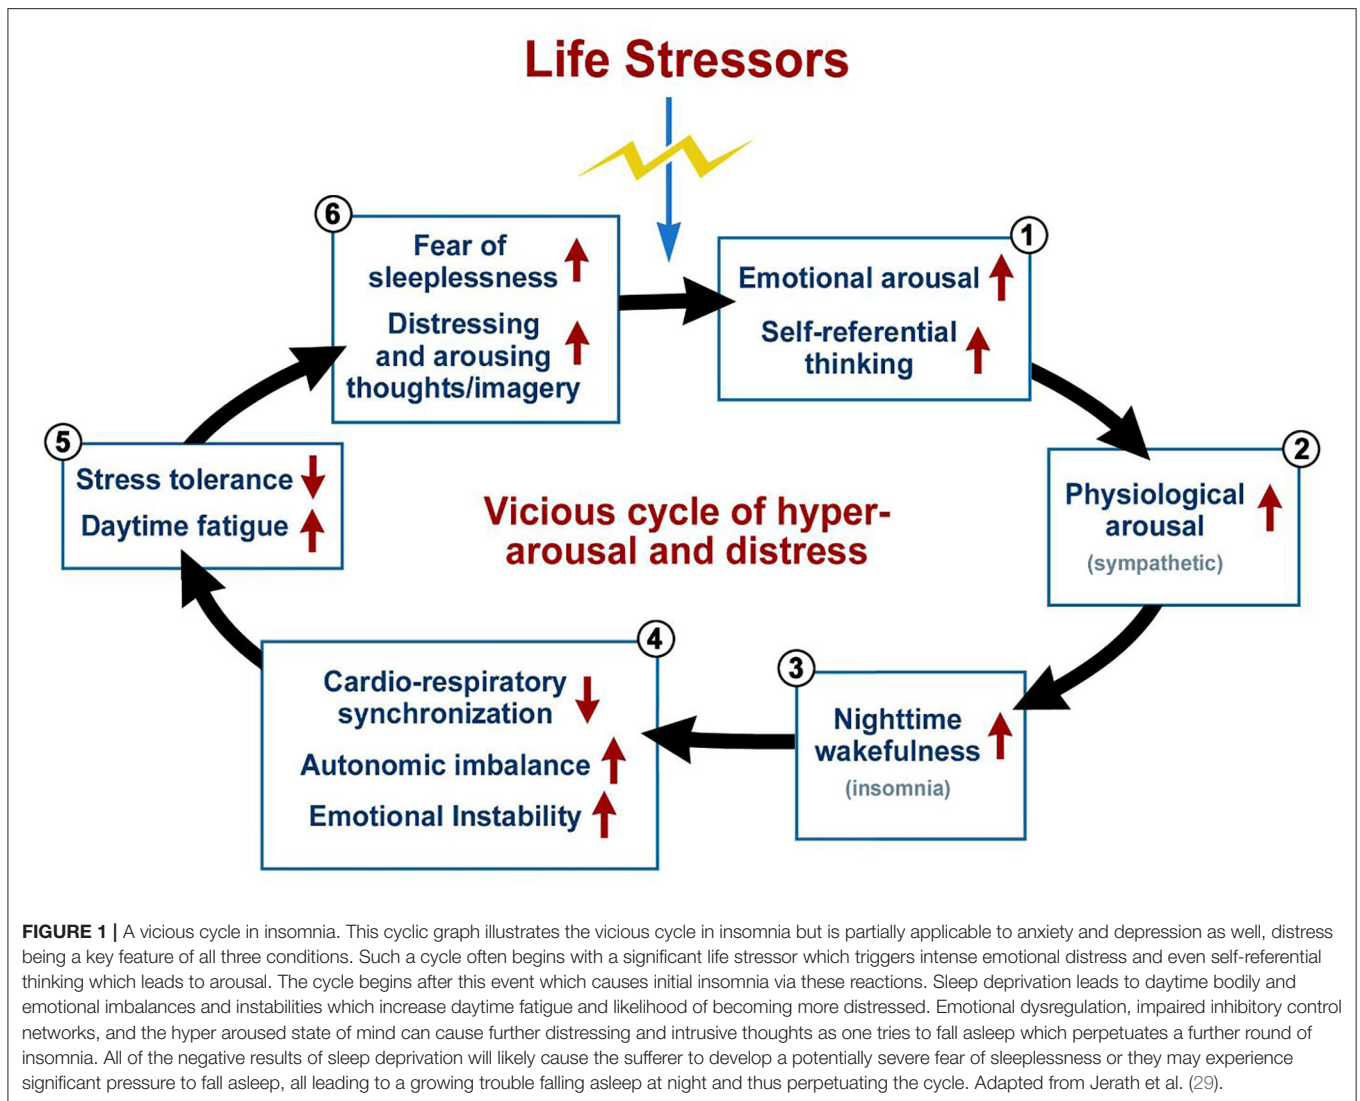 Life Stressors
6
Fear of
sleeplessness
Distressing
and arousing
thoughts/imagery
1
Emotional arousal
Self-referential
thinking
5
Stress tolerance
Daytime fatigue
Vicious cycle of hyper-
arousal and distress
2
Physiological
arousal
(sympathetic)
4
Cardio-respiratory
synchronization
Autonomic imbalance
Emotional Instability
3
Nighttime
wakefulness
(insomnia)
FIGURE 1 | A vicious cycle in insomnia. This cyclic graph illustrates the vicious cycle in insomnia but is partially applicable to anxiety and depression as well, distress
being a key feature of all three conditions. Such a cycle often begins with a significant life stressor which triggers intense emotional distress and even self-referential
thinking which leads to arousal. The cycle begins after this event which causes initial insomnia via these reactions. Sleep deprivation leads to daytime bodily and
emotional imbalances and instabilities which increase daytime fatigue and likelihood of becoming more distressed. Emotional dysregulation, impaired inhibitory control
networks, and the hyper aroused state of mind can cause further distressing and intrusive thoughts as one tries to fall asleep which perpetuates a further round of
insomnia. All of the negative results of sleep deprivation will likely cause the sufferer to develop a potentially severe fear of sleeplessness or they may experience
significant pressure to fall asleep, all leading to a growing trouble falling asleep at night and thus perpetuating the cycle. Adapted from Jerath et al. (29).